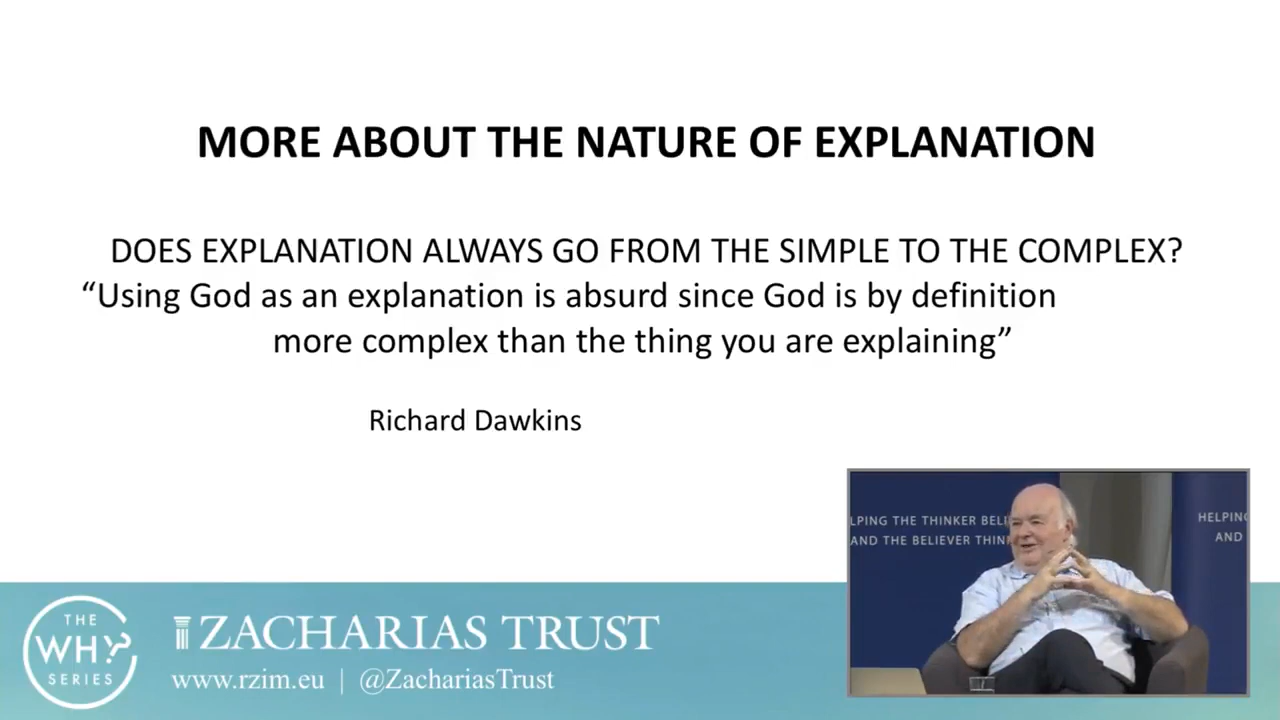 MORE ABOUT THE NATURE OF EXPLANATION
DOES EXPLANATION ALWAYS GO FROM THE SIMPLE TO THE COMPLEX?
“Using God as an explanation is absurd since God is by definition
more complex than the thing you are explaining”
Richard Dawkins
LPING THE THINKER BELI
AND THE BELIEVER THIN
HELPING
AND
THE
WHY?
SERIES
ZACHARIAS TRUST
www.rzim.eu | @ZachariasTrust